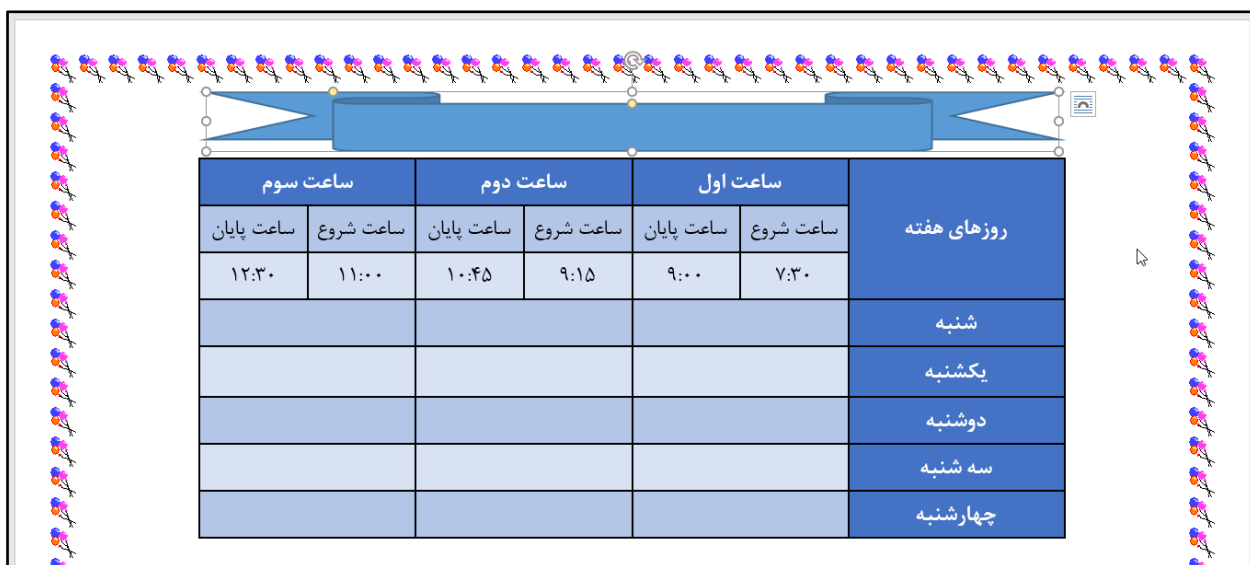 روزهای هفته ساعت اول ساعت دوم ساعت سوم
ساعت شروع ساعت پایان ساعت شروع ساعت پایان ساعت شروع ساعت پایان
۷:۳۰ ۹:۰۰ ۹:۱۵ ۱۰:۴۵ ۱۱:۰۰ ۱۲:۳۰
شنبه
یکشنبه
دوشنبه
سه شنبه
چهارشنبه